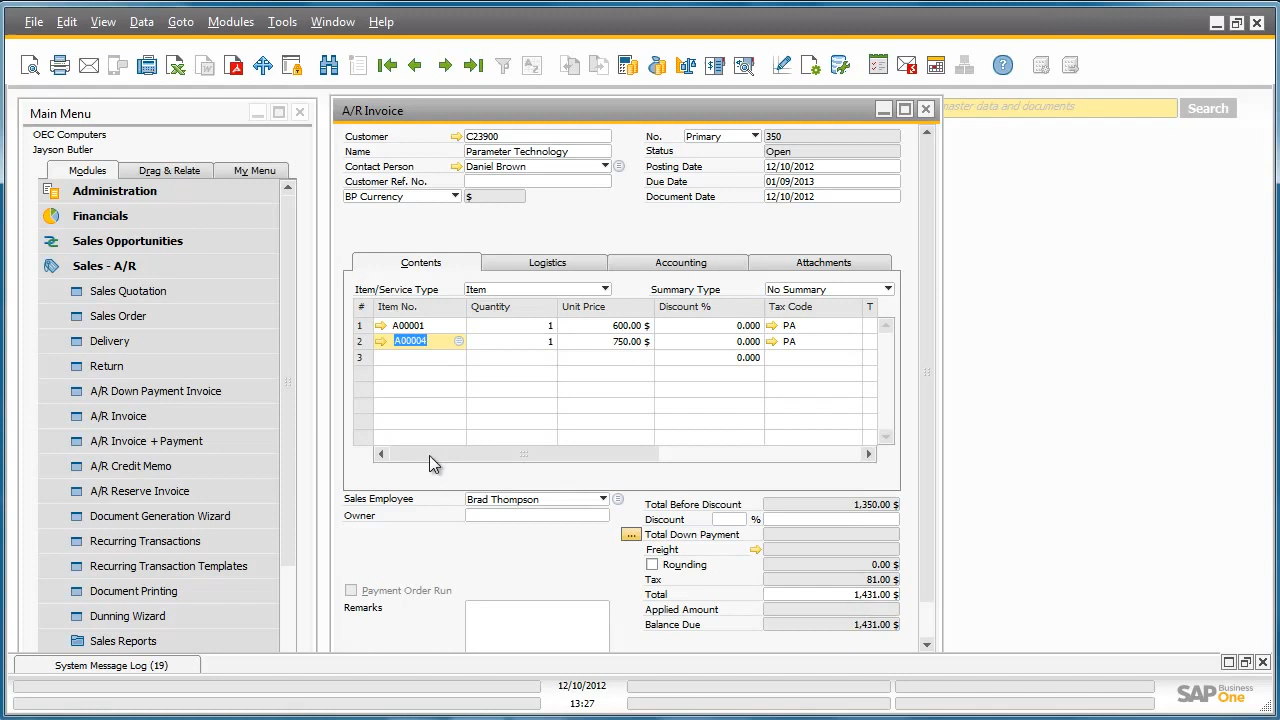 File Edit View Data Goto Modules Tools Window Help
Main Menu
OEC Computers
Jayson Butler
Modules Drag & Relate My Menu
Administration
Financials
Sales Opportunities
Sales - A/R
Sales Quotation
Sales Order
Delivery
Return
A/R Down Payment Invoice
A/R Invoice
A/R Invoice + Payment
A/R Credit Memo
A/R Reserve Invoice
Document Generation Wizard
Recurring Transactions
Recurring Transaction Templates
Document Printing
Dunning Wizard
Sales Reports
A/R Invoice
master data and documents Search
Customer C23900 No. Primary 350
Name Parameter Technology Status Open
Contact Person Daniel Brown Posting Date 12/10/2012
Customer Ref. No. Due Date 01/09/2013
BP Currency $ Document Date 12/10/2012
Contents Logistics Accounting Attachments
Item/Service Type Item Summary Type No Summary
# Item No. Quantity Unit Price Discount % Tax Code T
1 A00001 1 600.00 $ 0.000 PA
2 A00004 1 750.00 $ 0.000 PA
3 0.000
Sales Employee Brad Thompson
Owner
Total Before Discount 1,350.00 $
Discount %
... Total Down Payment
Freight
Rounding 0.00 $
Tax 81.00 $
Total 1,431.00 $
Applied Amount
Balance Due 1,431.00 $
Payment Order Run
Remarks
System Message Log (19)
12/10/2012
13:27
SAP Business One